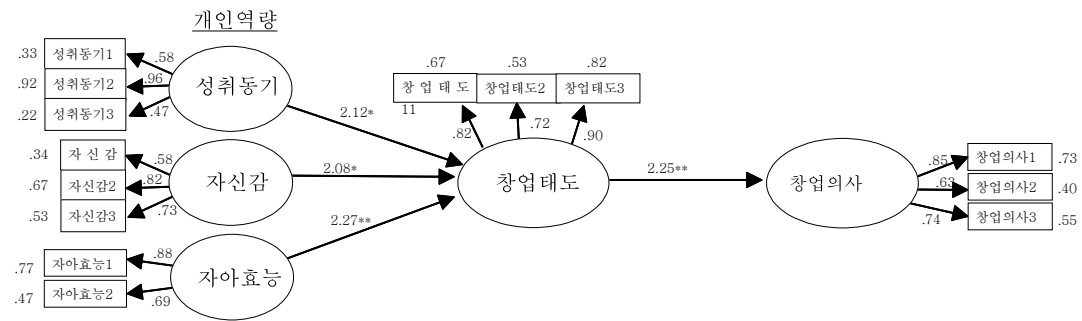 개인역량
.33 성취동기1 .58
.92 성취동기2 .96
.22 성취동기3 .47
성취동기
2.12*
.34 자 신 감 .58
.67 자신감2 .82
.53 자신감3 .73
자신감
2.08*
.77 자아효능1 .88
.47 자아효능2 .69
자아효능
2.27**
.67 .53 .82
창 업 태 도 창업태도2 창업태도3
11
.82 .72 .90
창업태도
2.25**
창업의사
.85 창업의사1 .73
.63 창업의사2 .40
.74 창업의사3 .55